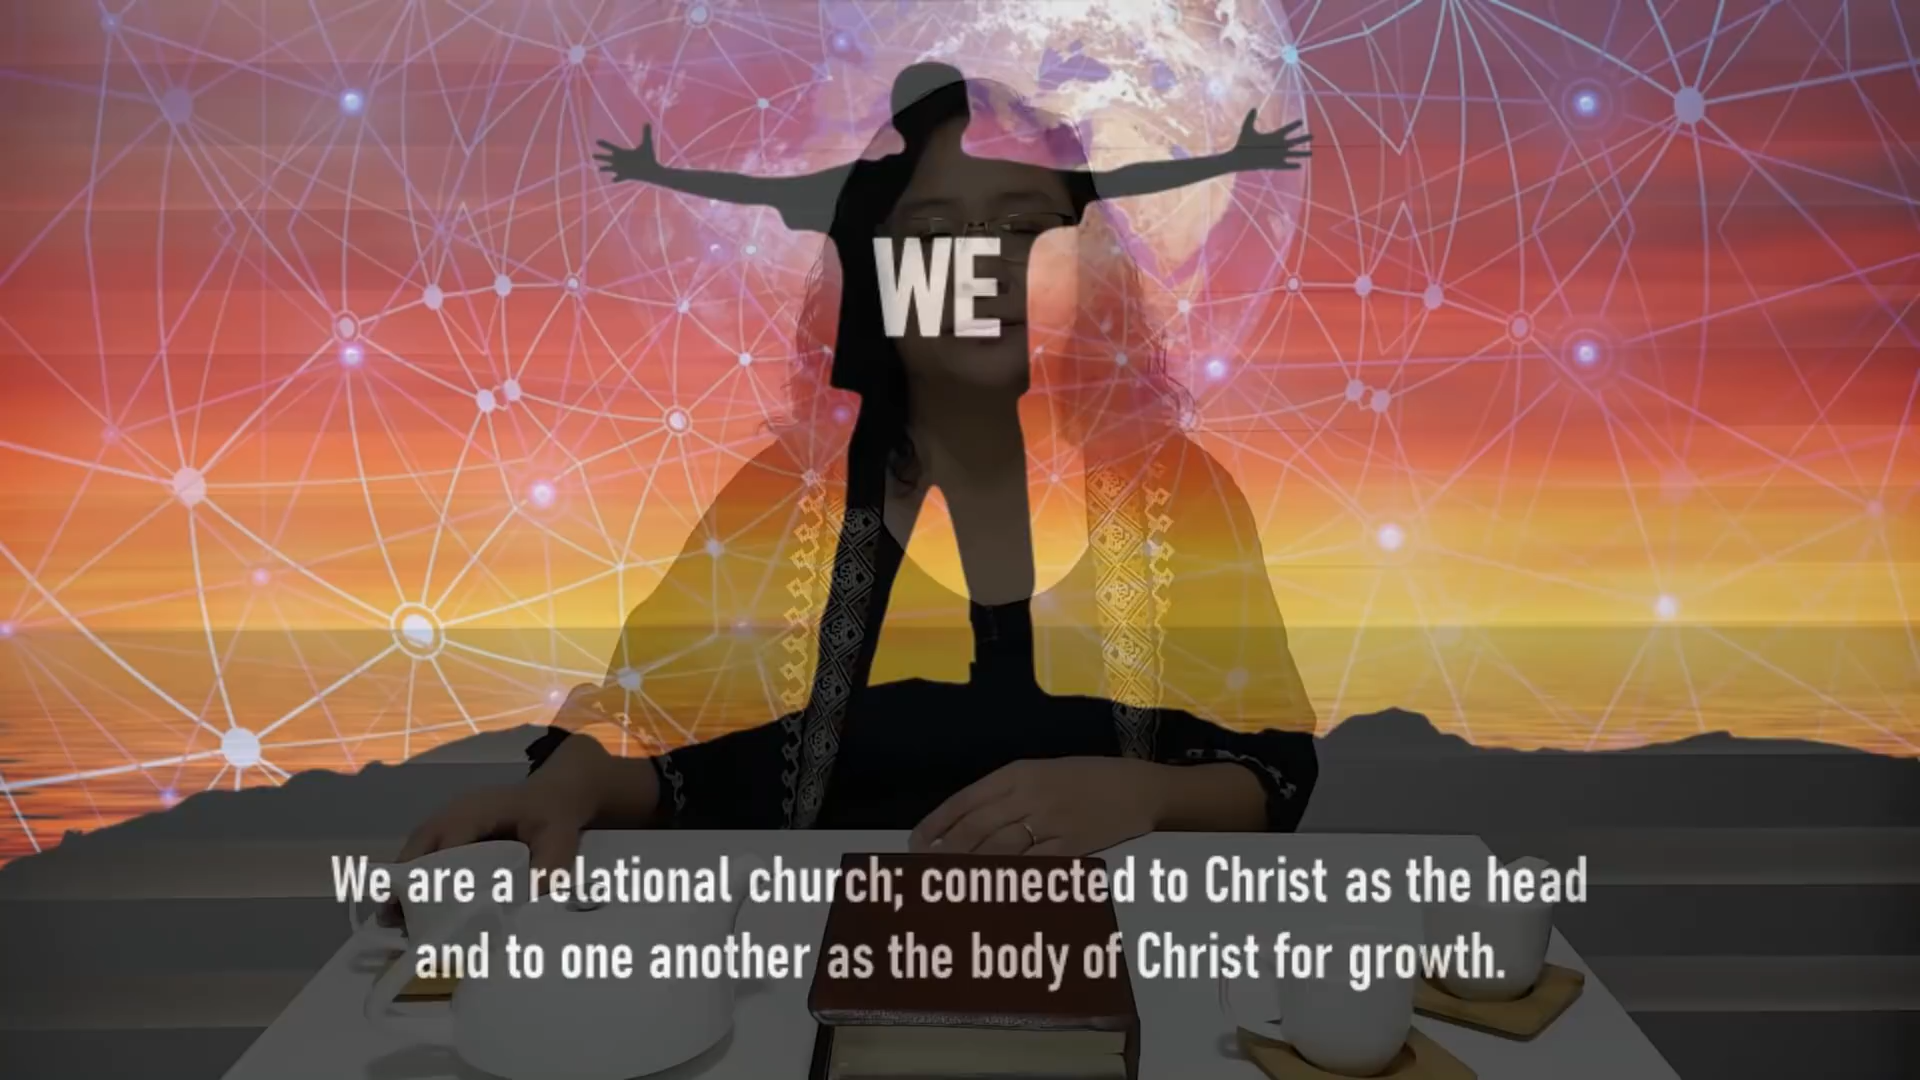 WE
We are a relational church; connected to Christ as the head
and to one another as the body of Christ for growth.